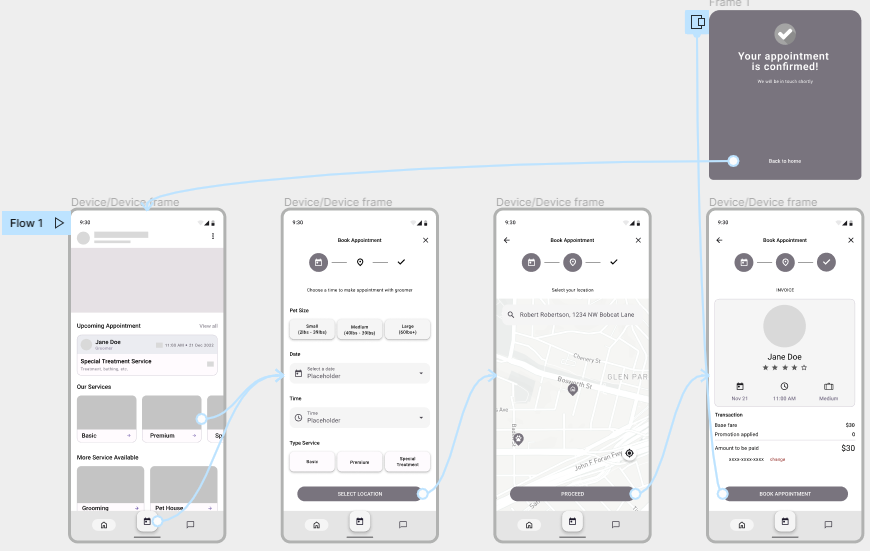 Frame 1
Your appointment
is confirmed!
We will be in touch shortly
Back to home
Flow 1
Device/Device frame
9:30
Upcoming Appointment
View all
Jane Doe
Groomer
11:00 AM • 21 Dec 2022
Special Treatment Service
Treatment, bathing, etc.
Our Services
Basic
Premium
Sp
More Service Available
Grooming
Pet House
Device/Device frame
9:30
Book Appointment
Choose a time to make appointment with groomer
Pet Size
Small
(2lbs - 39lbs)
Medium
(40lbs - 39lbs)
Large
(60lbs+)
Date
Select a date
Placeholder
Time
Time
Placeholder
Type Service
Basic
Premium
Special
Treatment
SELECT LOCATION
Device/Device frame
9:30
Book Appointment
Select your location
Robert Robertson, 1234 NW Bobcat Lane
Chenery St
GLEN PAR
Bosworth St
Ave
John F Foran Fwy
PROCEED
Device/Device frame
9:30
Book Appointment
INVOICE
Jane Doe
Nov 21
11:00 AM
Medium
Transaction
Base fare
$30
Promotion applied
0
Amount to be paid
$30
xxxx-xxxx-xxxx
change
BOOK APPOINTMENT